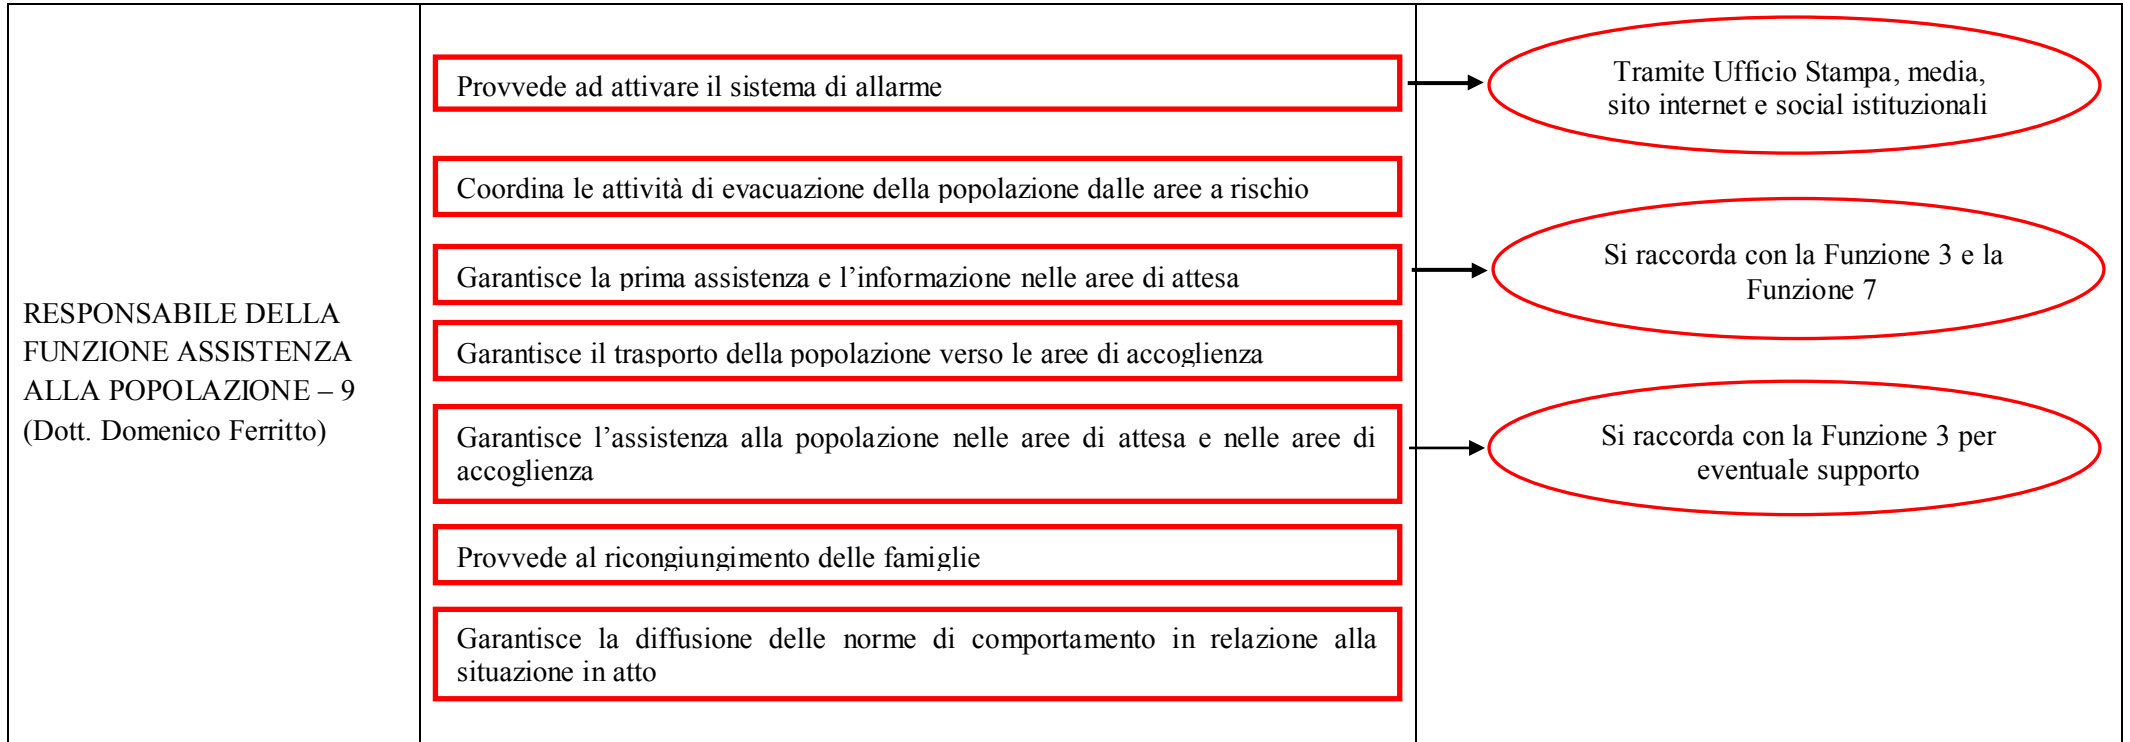 RESPONSABILE DELLA
FUNZIONE ASSISTENZA
ALLA POPOLAZIONE – 9
(Dott. Domenico Ferritto)
Provvede ad attivare il sistema di allarme
Tramite Ufficio Stampa, media,
sito internet e social istituzionali
Coordina le attività di evacuazione della popolazione dalle aree a rischio
Garantisce la prima assistenza e l’informazione nelle aree di attesa
Si raccorda con la Funzione 3 e la
Funzione 7
Garantisce il trasporto della popolazione verso le aree di accoglienza
Garantisce l’assistenza alla popolazione nelle aree di attesa e nelle aree di
accoglienza
Si raccorda con la Funzione 3 per
eventuale supporto
Provvede al ricongiungimento delle famiglie
Garantisce la diffusione delle norme di comportamento in relazione alla
situazione in atto